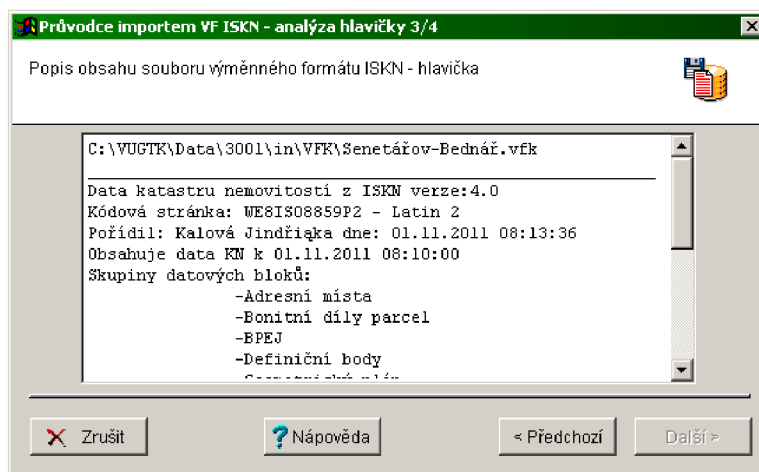 Průvodce importem VF ISKN - analýza hlavičky 3/4
Popis obsahu souboru výměnného formátu ISKN - hlavička
C:\VUGTK\Data\3001\in\VFK\Senetářov-Bednář.vfk
Data katastru nemovitostí z ISKN verze:4.0
Kódová stránka: WE8ISO8859P2 - Latin 2
Pořídil: Kalová Jindřiąka dne: 01.11.2011 08:13:36
Obsahuje data KN k 01.11.2011 08:10:00
Skupiny datových bloků:
-Adresní místa
-Bonitní díly parcel
-BPEJ
-Definiční body
Zrušit
Nápověda
< Předchozí
Další >